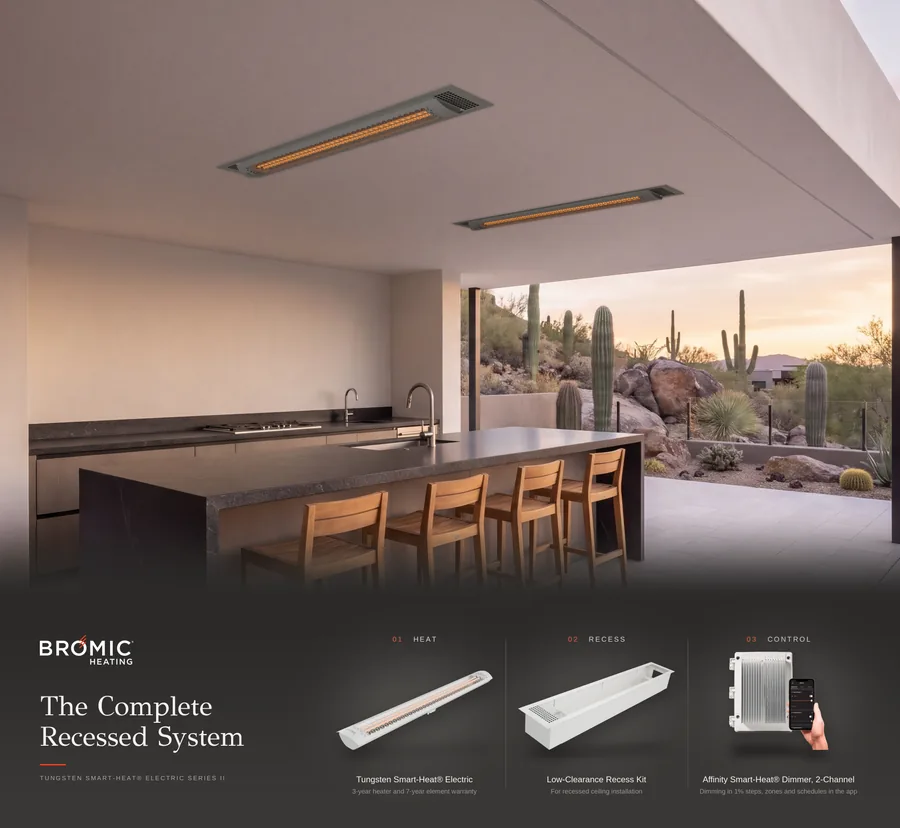 BROMIC
HEATING
The Complete
Recessed System
TUNGSTEN SMART-HEAT® ELECTRIC SERIES II
01 HEAT
Tungsten Smart-Heat® Electric
3-year heater and 7-year element warranty
02 RECESS
Low-Clearance Recess Kit
For recessed ceiling installation
03 CONTROL
Affinity Smart-Heat® Dimmer, 2-Channel
Dimming in 1% steps, zones and schedules in the app